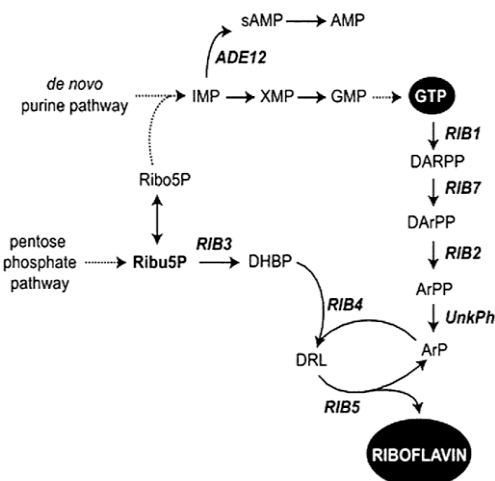 sAMP AMP
ADE12
de novo
purine pathway
IMP XMP GMP GTP
RIB1
DARPP
Ribo5P
RIB7
DArPP
pentose
phosphate
pathway
Ribu5P
RIB3
DHBP
RIB2
ArPP
RIB4
UnkPh
DRL
ArP
RIB5
RIBOFLAVIN